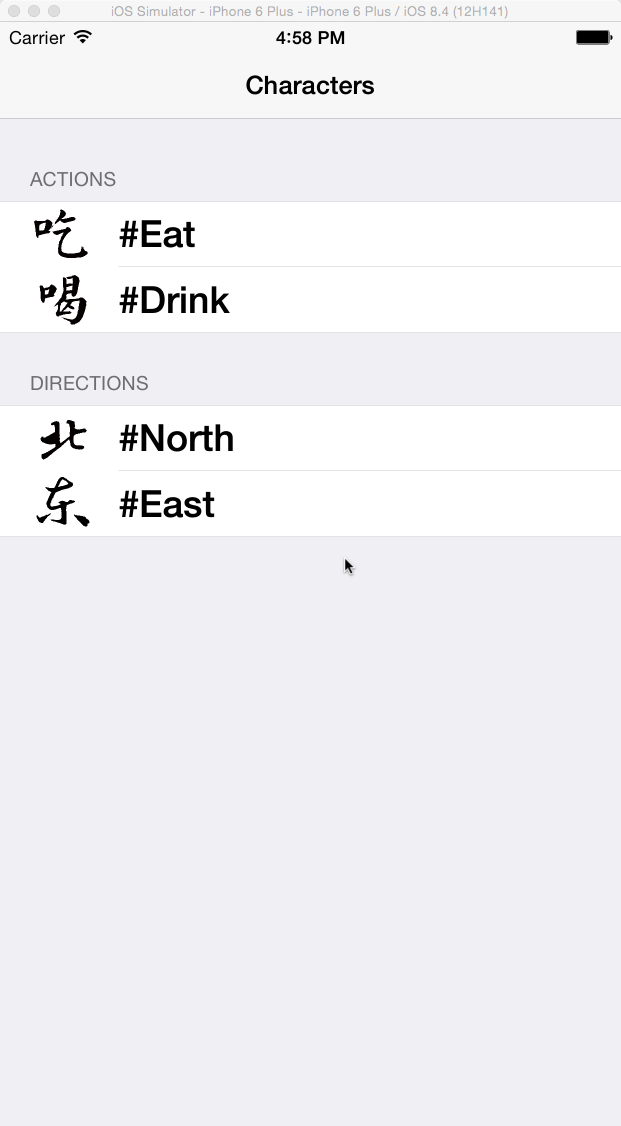 iOS Simulator - iPhone 6 Plus - iPhone 6 Plus / iOS 8.4 (12H141)
Carrier 4:58 PM
Characters
ACTIONS
吃 #Eat
喝 #Drink
DIRECTIONS
北 #North
东 #East